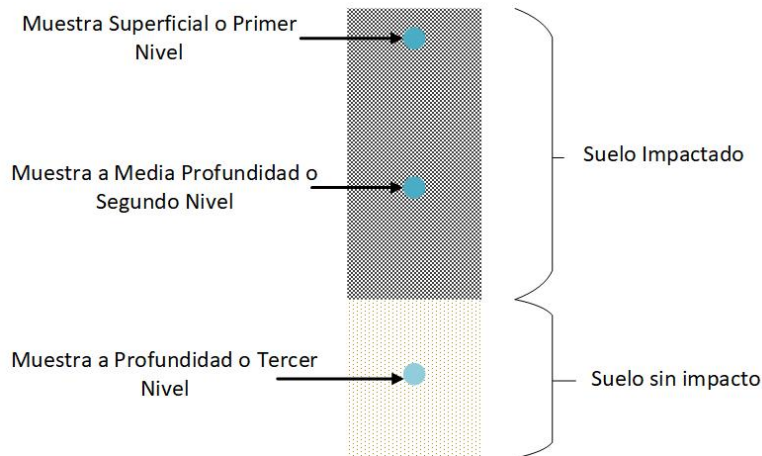 Muestra Superficial o Primer
Nivel
Muestra a Media Profundidad o
Segundo Nivel
Suelo Impactado
Muestra a Profundidad o Tercer
Nivel
Suelo sin impacto